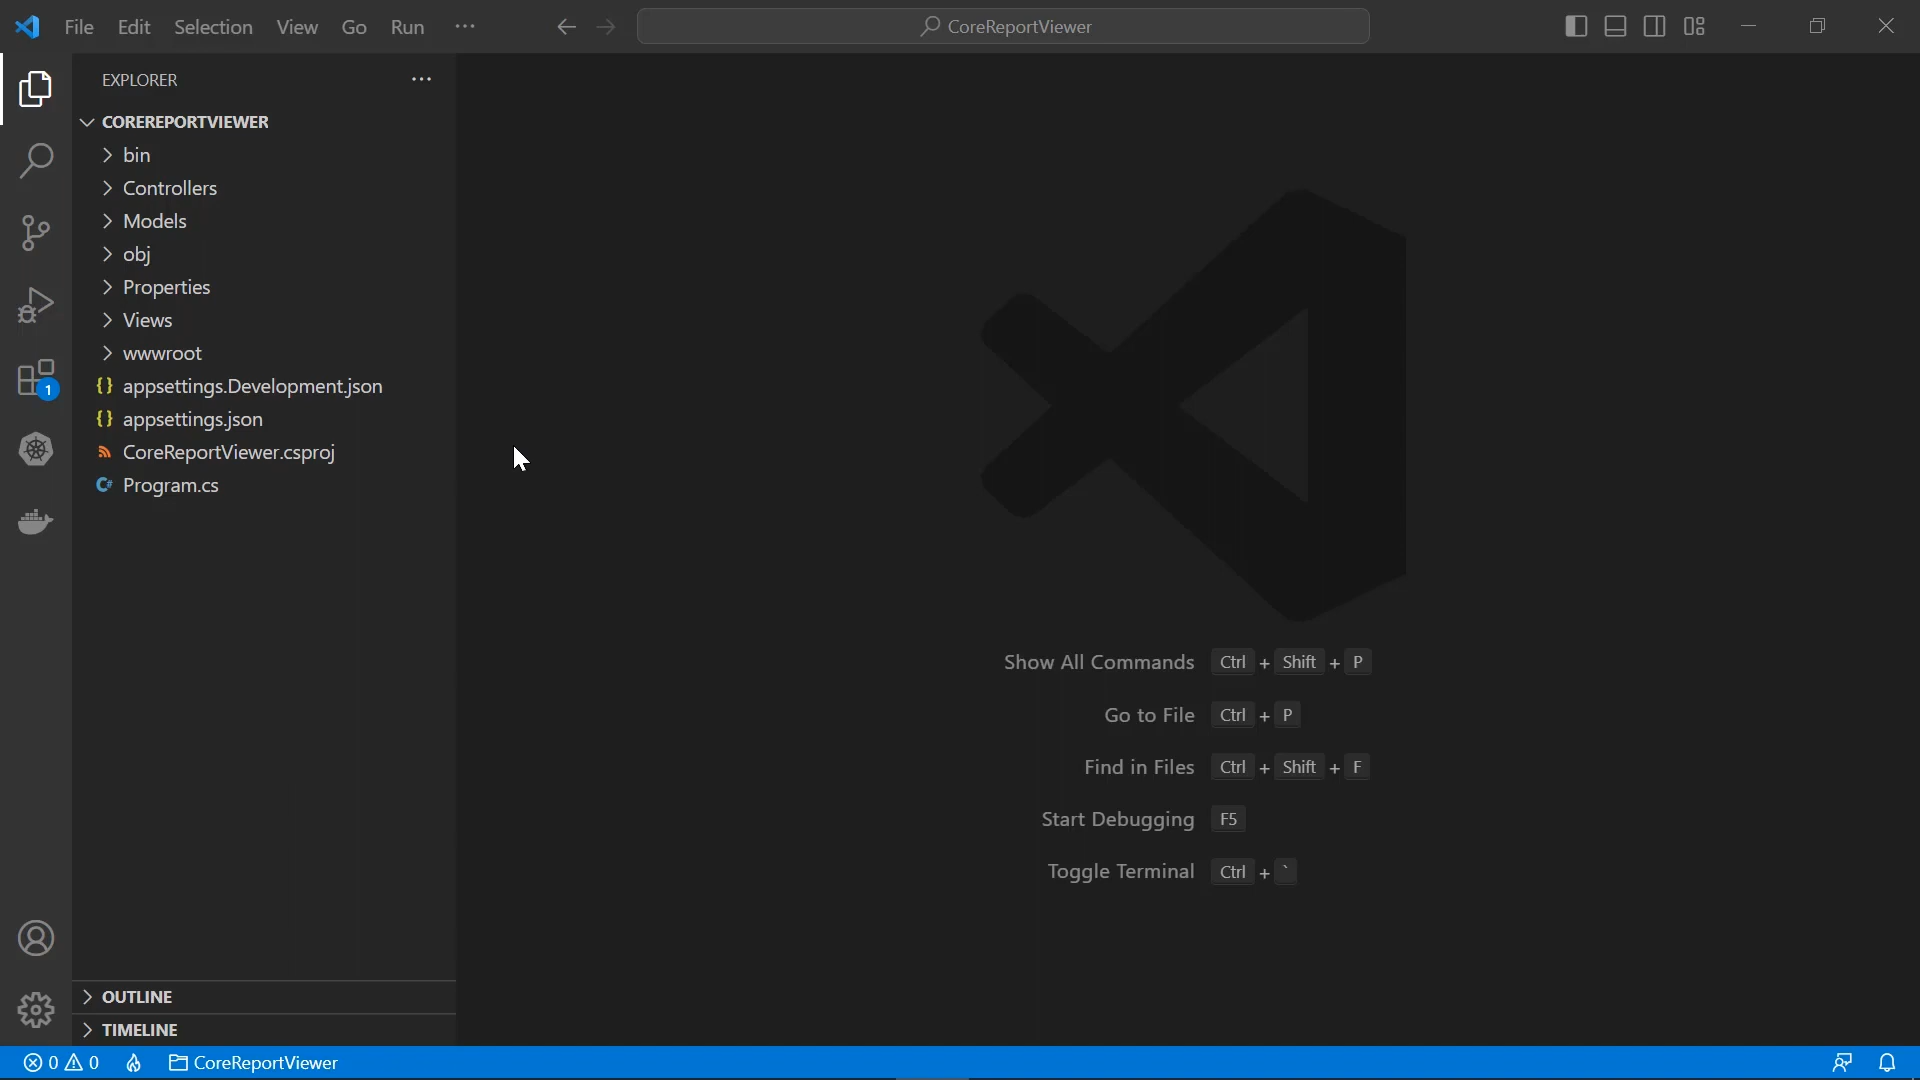 File Edit Selection View Go Run ··· CoreReportViewer
EXPLORER ···
COREREPORTVIEWER
bin
Controllers
Models
obj
Properties
Views
wwwroot
{} appsettings.Development.json
{} appsettings.json
CoreReportViewer.csproj
C# Program.cs
1
Show All Commands Ctrl + Shift + P
Go to File Ctrl + P
Find in Files Ctrl + Shift + F
Start Debugging F5
Toggle Terminal Ctrl + `
OUTLINE
TIMELINE
0 0 CoreReportViewer